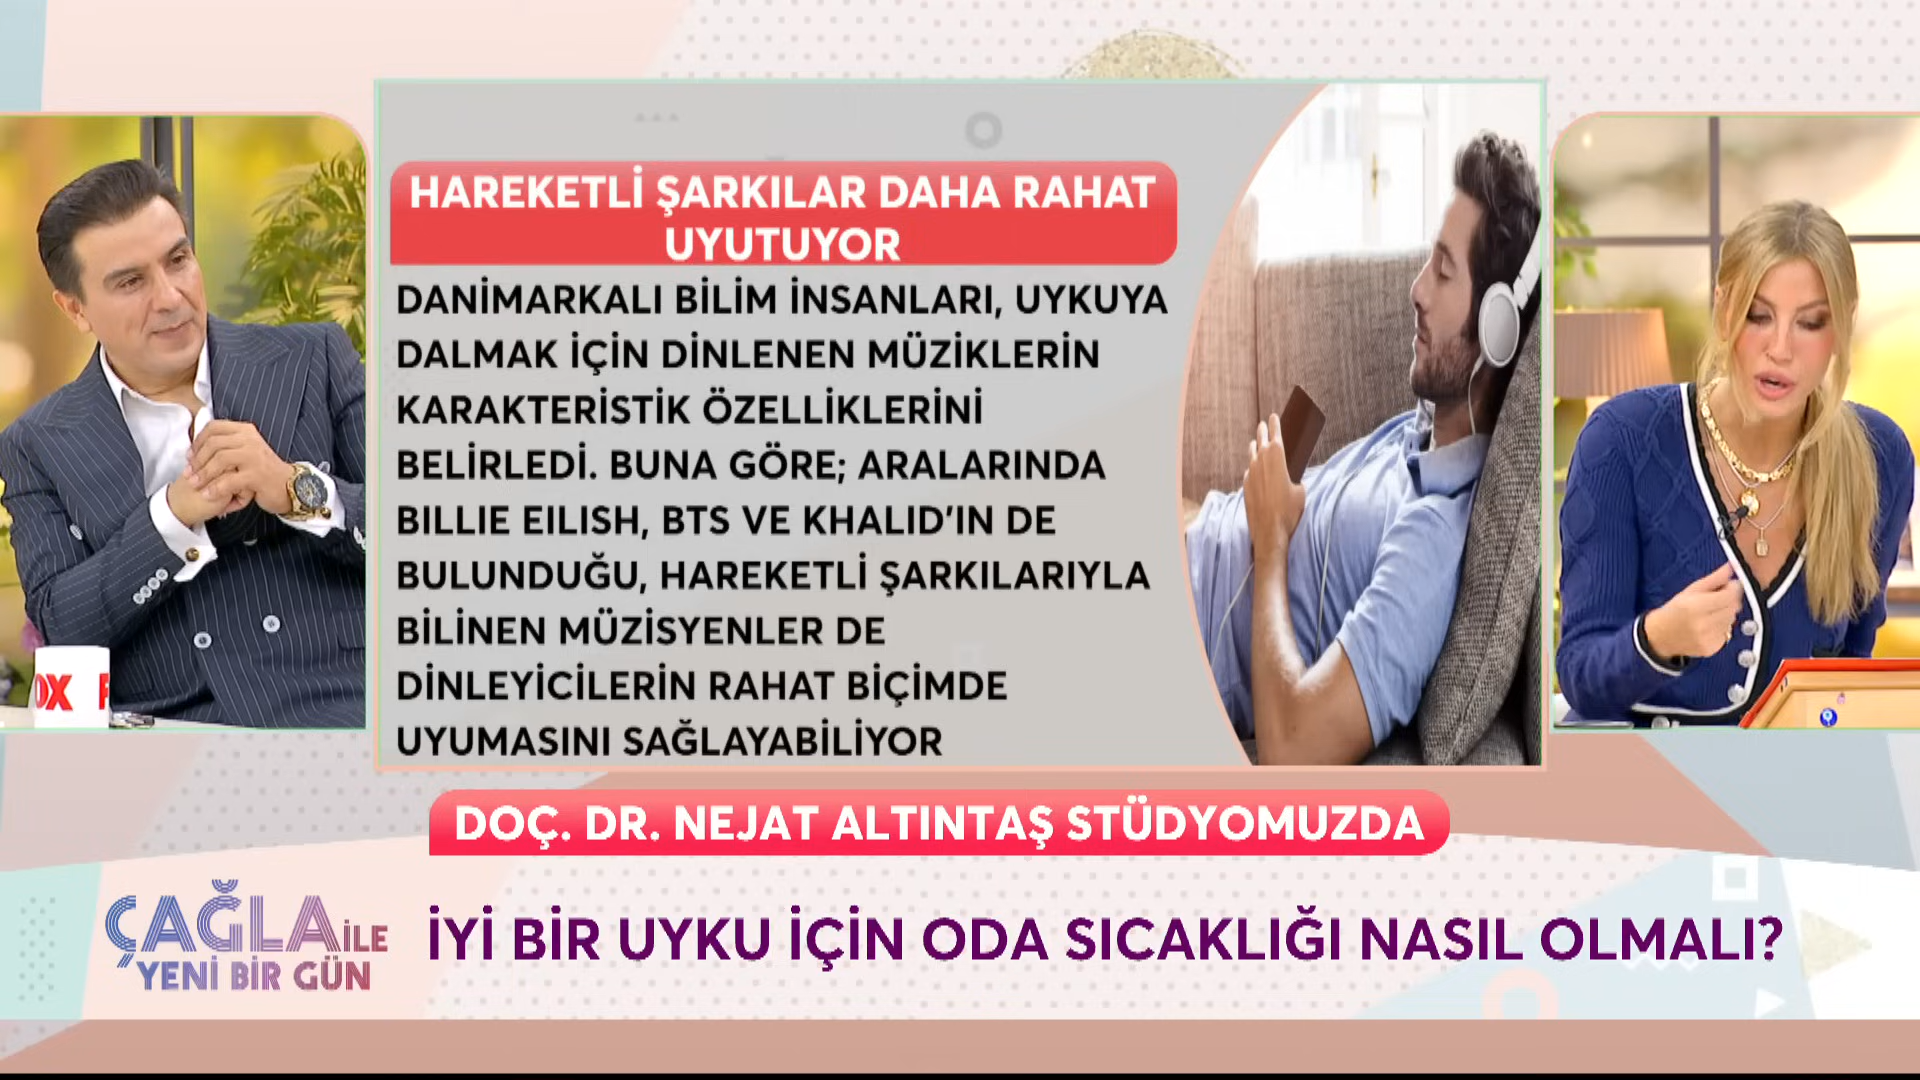 HAREKETLİ ŞARKILAR DAHA RAHAT
UYUTUYOR
DANİMARKALI BİLİM İNSANLARI, UYKUYA
DALMAK İÇİN DİNLENEN MÜZİKLERİN
KARAKTERİSTİK ÖZELLİKLERİNİ
BELİRLEDİ. BUNA GÖRE; ARALARINDA
BILLIE EILISH, BTS VE KHALID'IN DE
BULUNDUĞU, HAREKETLİ ŞARKILARIYLA
BİLİNEN MÜZİSYENLER DE
DİNLEYİCİLERİN RAHAT BİÇİMDE
UYUMASINI SAĞLAYABİLİYOR
DOÇ. DR. NEJAT ALTINTAŞ STÜDYOMUZDA
ÇAĞLA İLE
YENİ BİR GÜN
İYİ BİR UYKU İÇİN ODA SICAKLIĞI NASIL OLMALI?